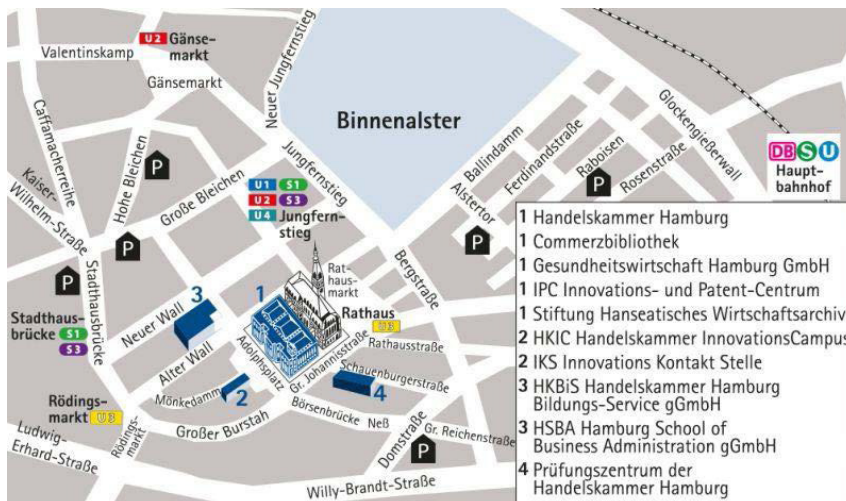 U2 Gänse-
markt
Valentinskamp
Gänsemarkt
Neuer Jungfernstieg
Binnenalster
Caffamacherreihe
Kaiser-
Wilhelm-Straße
Hohe Bleichen
P
Große Bleichen
Jungfernstieg
Ballindamm
Alstertor
Ferdinandstraße
Raboisen
Rosenstraße
Glockengießerwall
P
DB S U
Haupt-
bahnhof
U1 S1
U2 S3
U4 Jungfern-
stieg
P
P
P
Stadthausbrücke
Stadthaus-
brücke S1
S3
Neuer Wall
3
Alter Wall
1
Adolphsplatz
Rat-
haus-
markt
Bergstraße
Rathaus
U3
Rathausstraße
Gr. Johannisstraße
Schauenburgerstraße
4
Mönkedamm
2
Börsenbrücke
Neß
Großer Burstah
Rödings-
markt U3
Rödings-
markt
Ludwig-
Erhard-Straße
Domstraße
P
Gr. Reichenstraße
Willy-Brandt-Straße
1 Handelskammer Hamburg
1 Commerzbibliothek
1 Gesundheitswirtschaft Hamburg GmbH
1 IPC Innovations- und Patent-Centrum
1 Stiftung Hanseatisches Wirtschaftsarchiv
2 HKIC Handelskammer InnovationsCampus
2 IKS Innovations Kontakt Stelle
3 HKBiS Handelskammer Hamburg
Bildungs-Service gGmbH
3 HSBA Hamburg School of
Business Administration gGmbH
4 Prüfungszentrum der
Handelskammer Hamburg